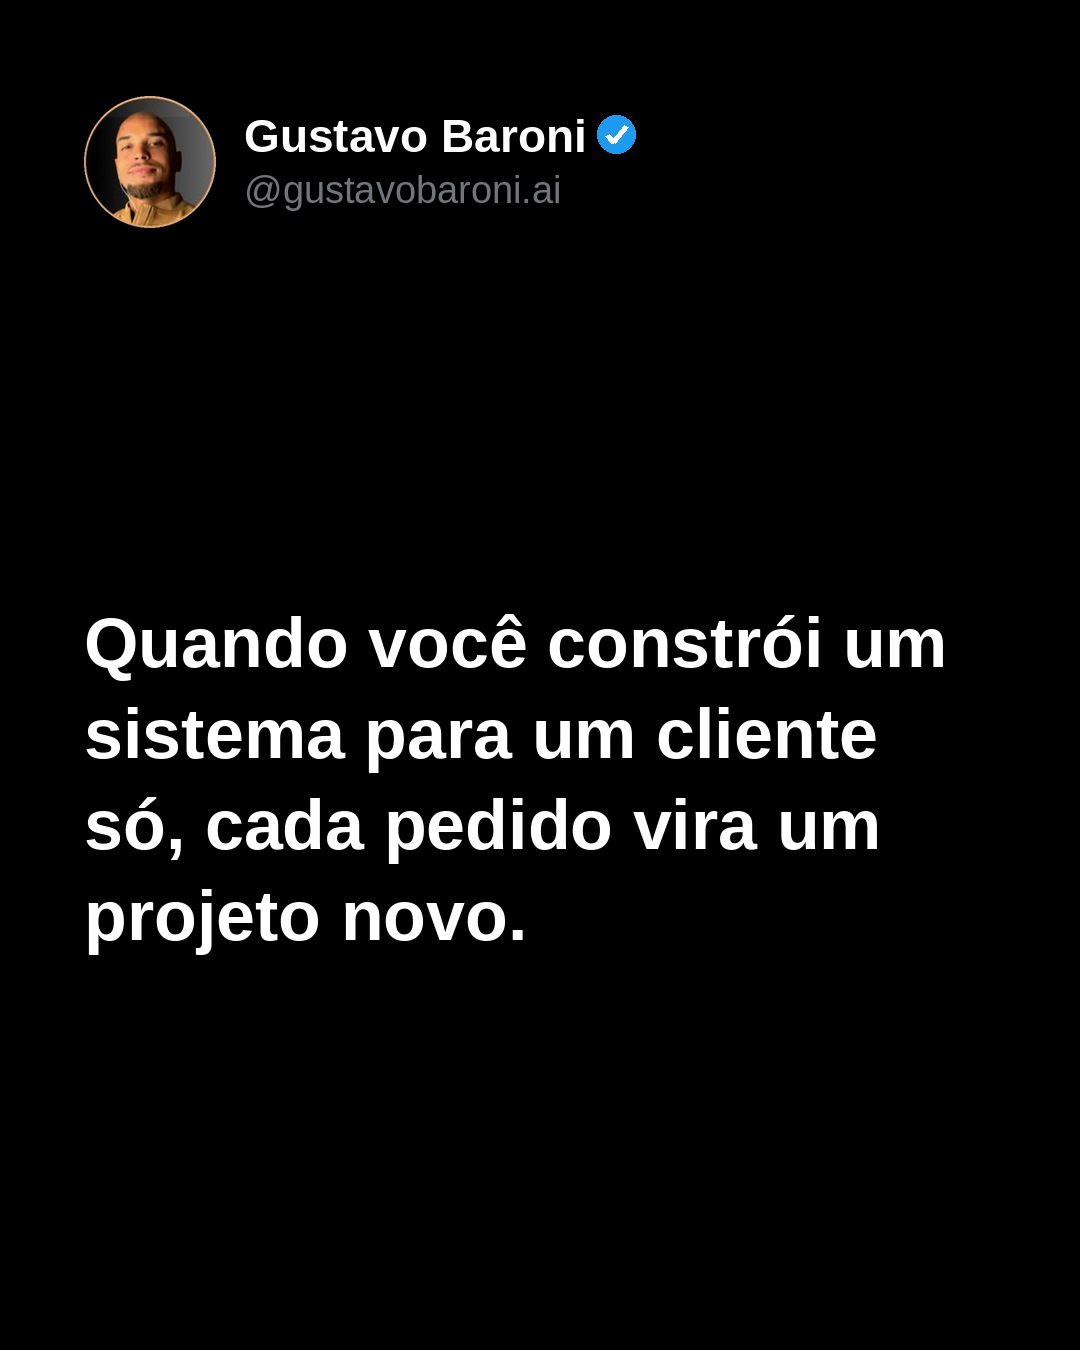 Gustavo Baroni
@gustavobaroni.ai
Quando você constrói um
sistema para um cliente
só, cada pedido vira um
projeto novo.